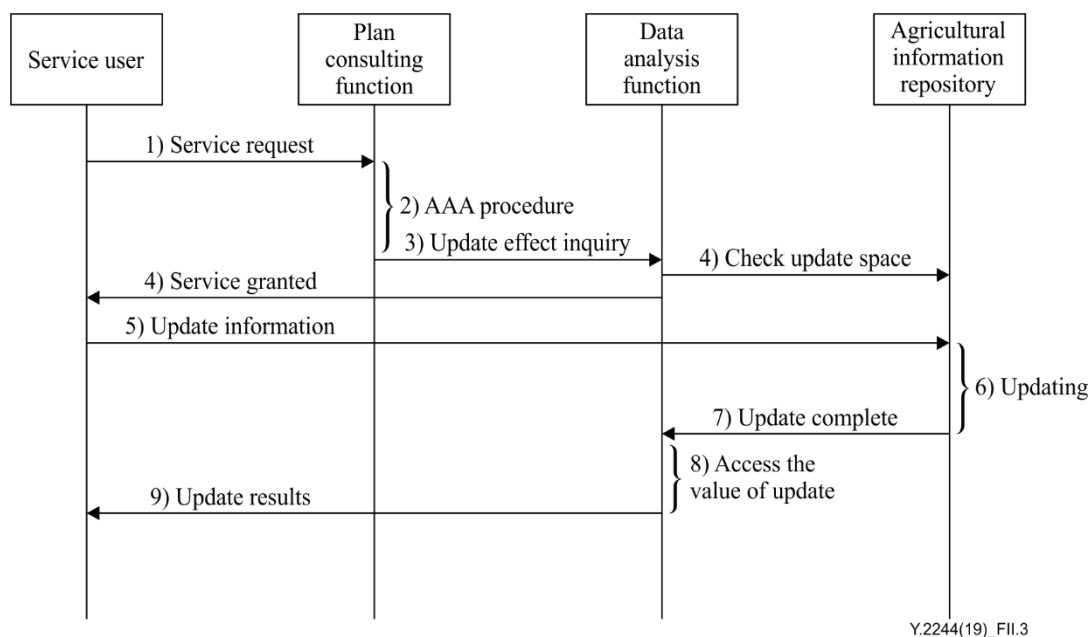 Service user
Plan
consulting
function
Data
analysis
function
Agricultural
information
repository
1) Service request
2) AAA procedure
3) Update effect inquiry
4) Check update space
4) Service granted
5) Update information
6) Updating
7) Update complete
8) Access the
value of update
9) Update results
Y.2244(19)_FII.3